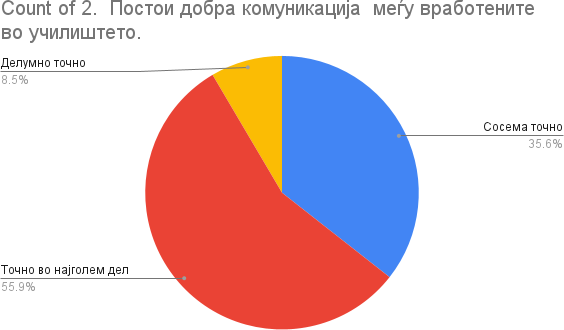 Count of 2.  Постои добра комуникација  меѓу вработените
во училиштето.
Делумно точно
8.5%
Сосема точно
35.6%
Точно во најголем дел
55.9%